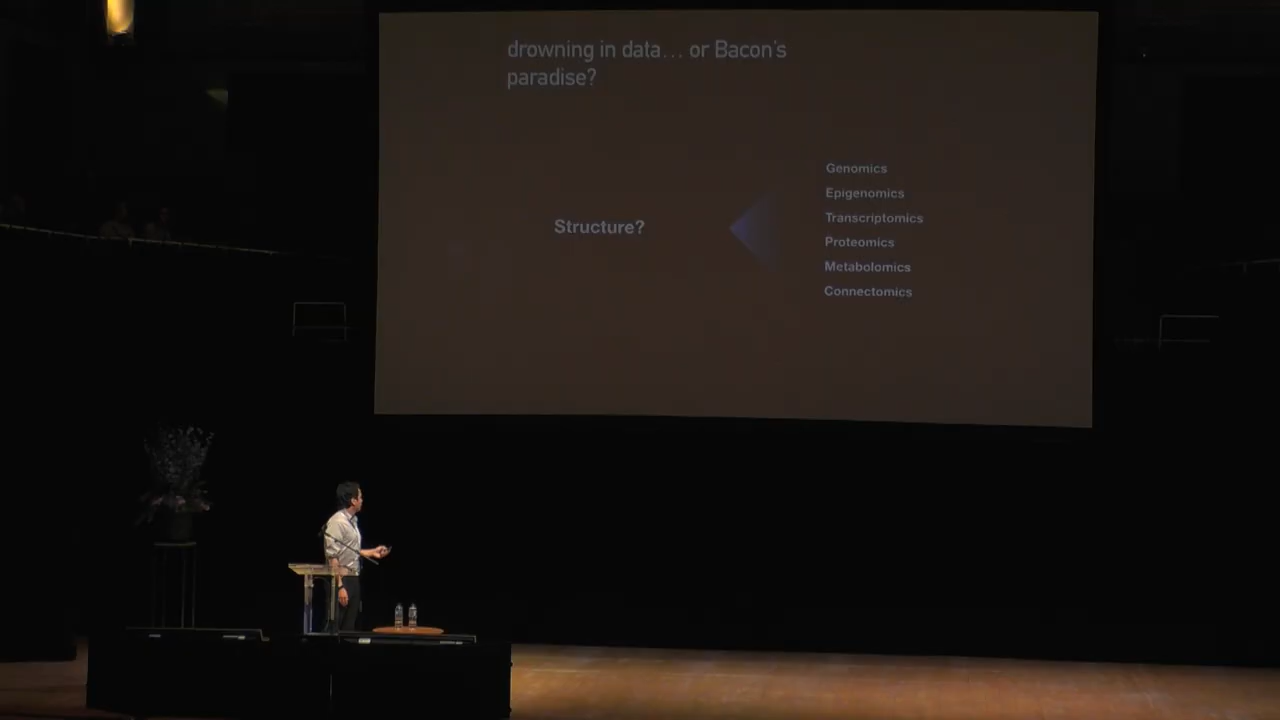 drowning in data... or Bacon's
paradise?
Structure?
Genomics
Epigenomics
Transcriptomics
Proteomics
Metabolomics
Connectomics